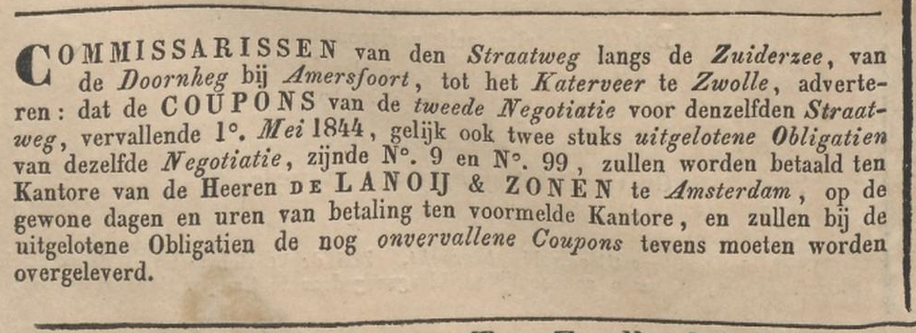 COMMISSARISSEN van den Straatweg langs de Zuiderzee, van
de Doornheg bij Amersfoort, tot het Katerveer te Zwolle, adverte-
ren: dat de COUPONS van de tweede Negotiatie voor denzelfden Straat-
weg, vervallende 1°. Mei 1844, gelijk ook twee stuks uitgelotene Obligatien
van dezelfde Negotiatie, zijnde N°. 9 en N°. 99, zullen worden betaald ten
Kantore van de Heeren DE LANOIJ & ZONEN te Amsterdam, op de
gewone dagen en uren van betaling ten voormelde Kantore, en zullen bij de
uitgelotene Obligatien de nog onvervallene Coupons tevens moeten worden
overgeleverd.